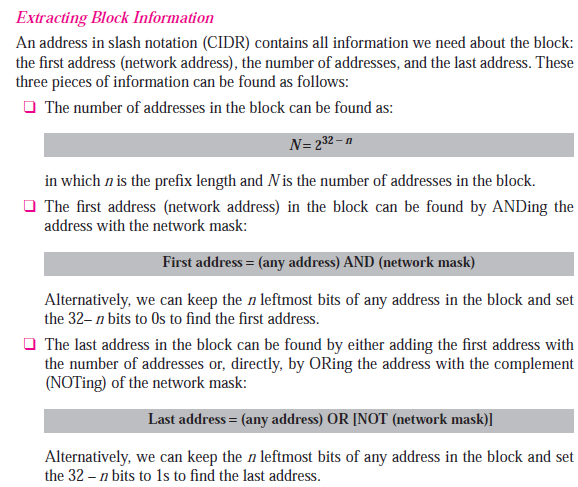 Extracting Block Information
An address in slash notation (CIDR) contains all information we need about the block:
the first address (network address), the number of addresses, and the last address. These
three pieces of information can be found as follows:
❑ The number of addresses in the block can be found as:
N= 2³²⁻ⁿ
in which n is the prefix length and N is the number of addresses in the block.
❑ The first address (network address) in the block can be found by ANDing the
address with the network mask:
First address = (any address) AND (network mask)
Alternatively, we can keep the n leftmost bits of any address in the block and set
the 32– n bits to 0s to find the first address.
❑ The last address in the block can be found by either adding the first address with
the number of addresses or, directly, by ORing the address with the complement
(NOTing) of the network mask:
Last address = (any address) OR [NOT (network mask)]
Alternatively, we can keep the n leftmost bits of any address in the block and set
the 32 – n bits to 1s to find the last address.